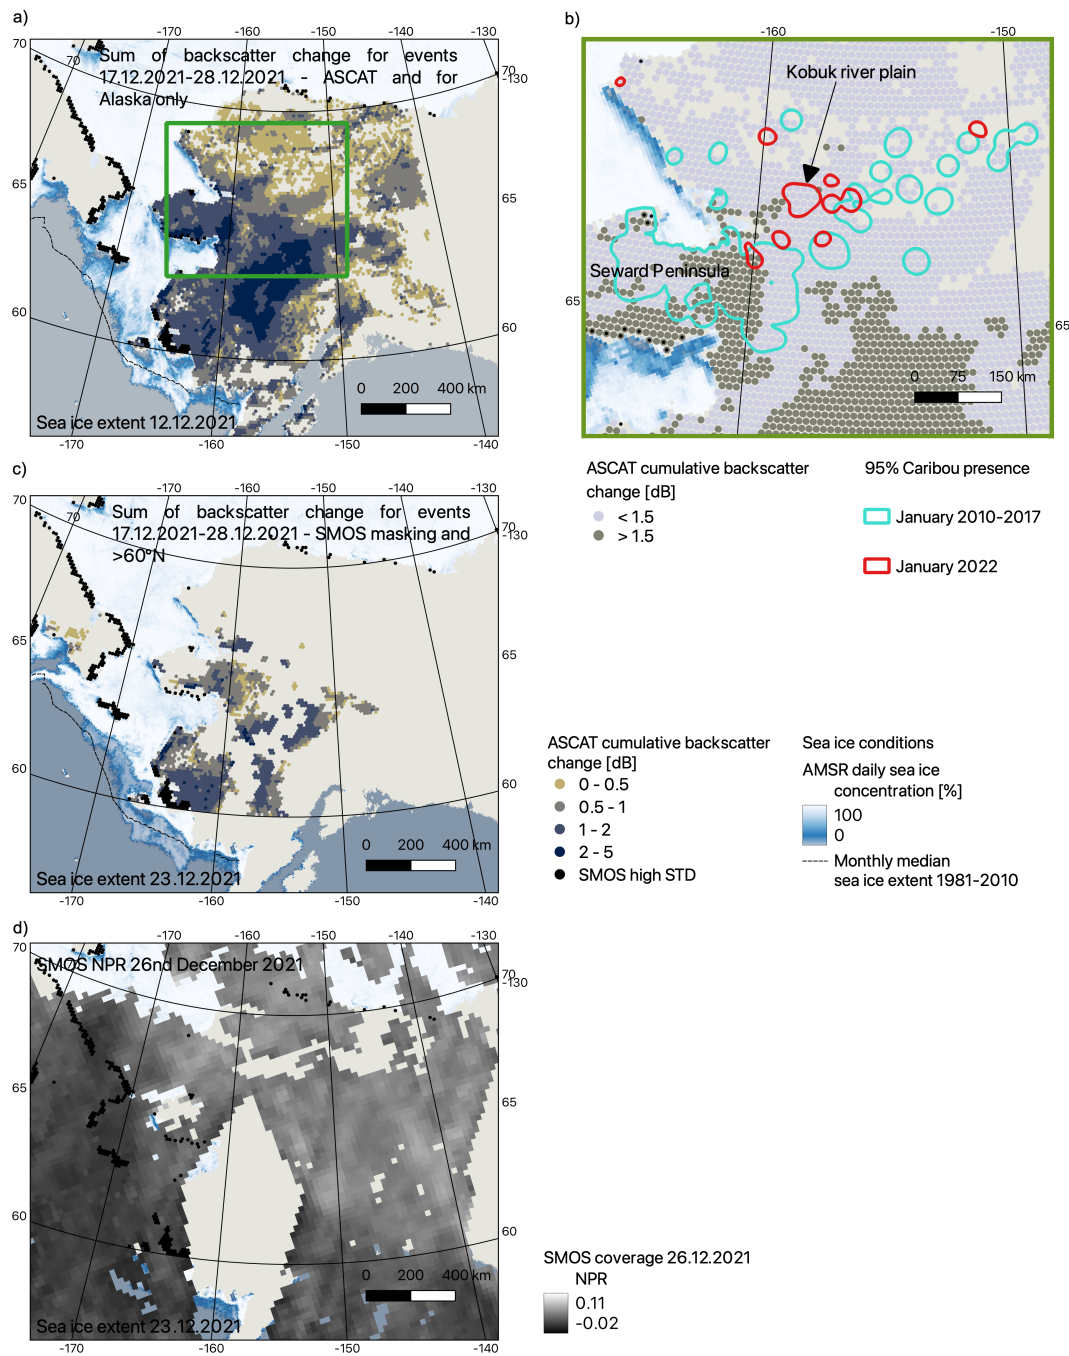 a)
-170 -160 -150 -140 -130
70
70
70
-130
Sum of backscatter change for events
17.12.2021-28.12.2021 - ASCAT and for
Alaska only
65
65
60
60
0 200 400 km
Sea ice extent 12.12.2021
-170 -160 -150 -140
b)
-160 -150
Kobuk river plain
Seward Peninsula
65
65
0 75 150 km
ASCAT cumulative backscatter
change [dB]
< 1.5
> 1.5
95% Caribou presence
January 2010-2017
January 2022
c)
-170 -160 -150 -140 -130
70
70
70
-130
Sum of backscatter change for events
17.12.2021-28.12.2021 - SMOS masking and
>60°N
65
65
60
60
0 200 400 km
Sea ice extent 23.12.2021
-170 -160 -150 -140
ASCAT cumulative backscatter
change [dB]
0 - 0.5
0.5 - 1
1 - 2
2 - 5
SMOS high STD
Sea ice conditions
AMSR daily sea ice
concentration [%]
100
0
Monthly median
sea ice extent 1981-2010
d)
-170 -160 -150 -140 -130
70
70
70
-130
SMOS NPR 26nd December 2021
65
65
60
60
0 200 400 km
Sea ice extent 23.12.2021
-170 -160 -150 -140
SMOS coverage 26.12.2021
NPR
0.11
-0.02